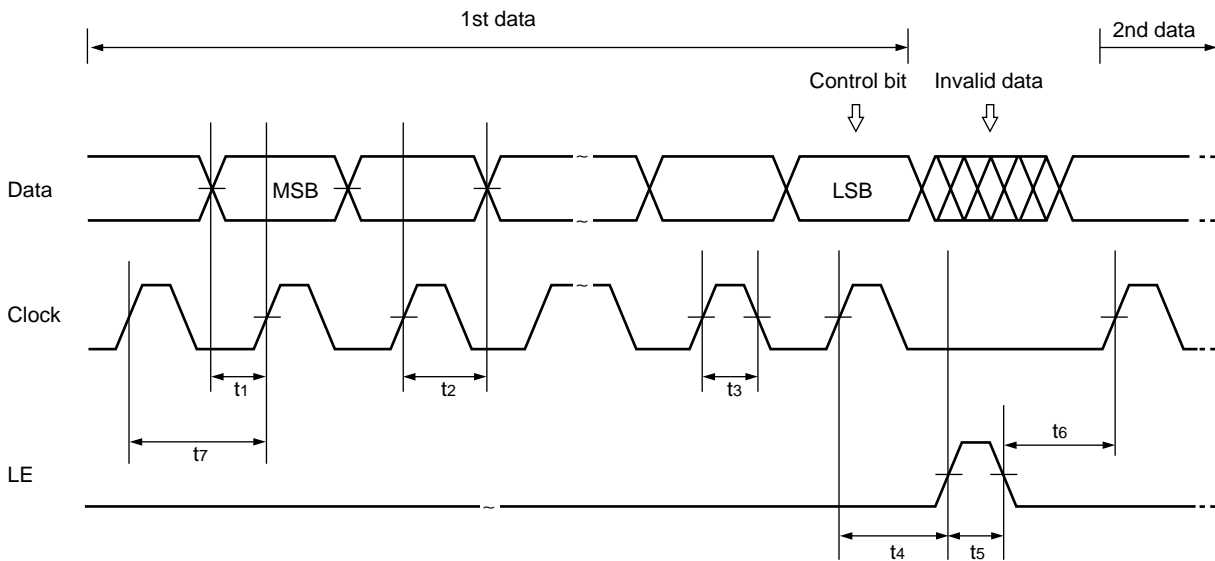 1st data
2nd data
Control bit
Invalid data
Data
MSB
LSB
Clock
t1
t2
t3
t7
t6
LE
t4
t5